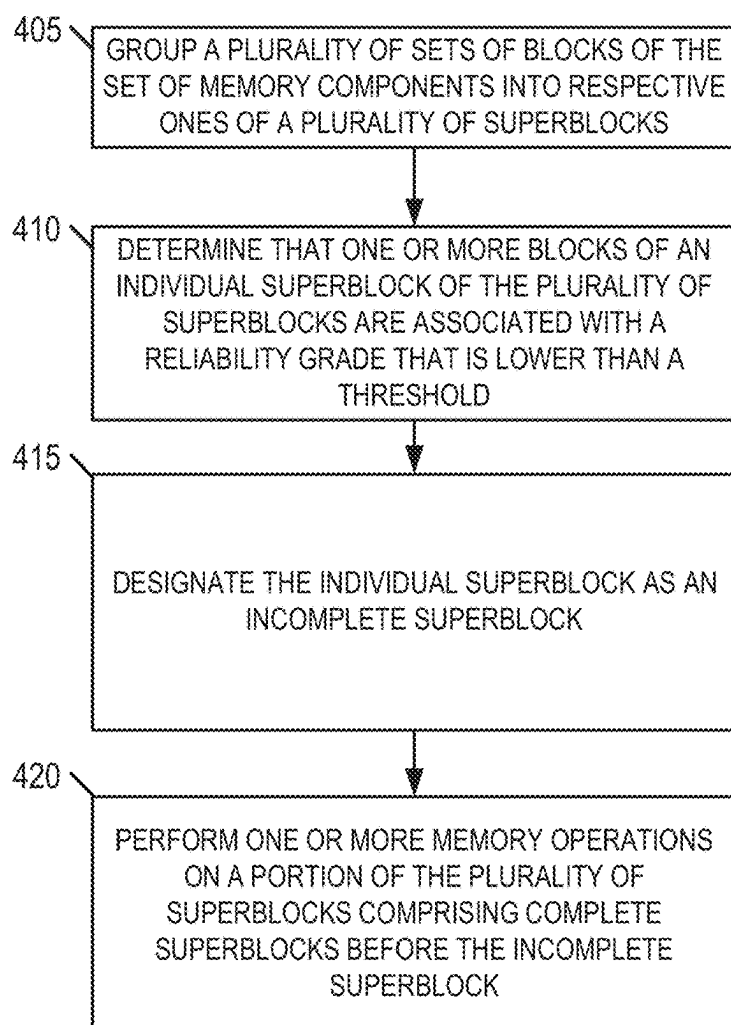 405
GROUP A PLURALITY OF SETS OF BLOCKS OF THE
SET OF MEMORY COMPONENTS INTO RESPECTIVE
ONES OF A PLURALITY OF SUPERBLOCKS
410
DETERMINE THAT ONE OR MORE BLOCKS OF AN
INDIVIDUAL SUPERBLOCK OF THE PLURALITY OF
SUPERBLOCKS ARE ASSOCIATED WITH A
RELIABILITY GRADE THAT IS LOWER THAN A
THRESHOLD
415
DESIGNATE THE INDIVIDUAL SUPERBLOCK AS AN
INCOMPLETE SUPERBLOCK
420
PERFORM ONE OR MORE MEMORY OPERATIONS
ON A PORTION OF THE PLURALITY OF
SUPERBLOCKS COMPRISING COMPLETE
SUPERBLOCKS BEFORE THE INCOMPLETE
SUPERBLOCK